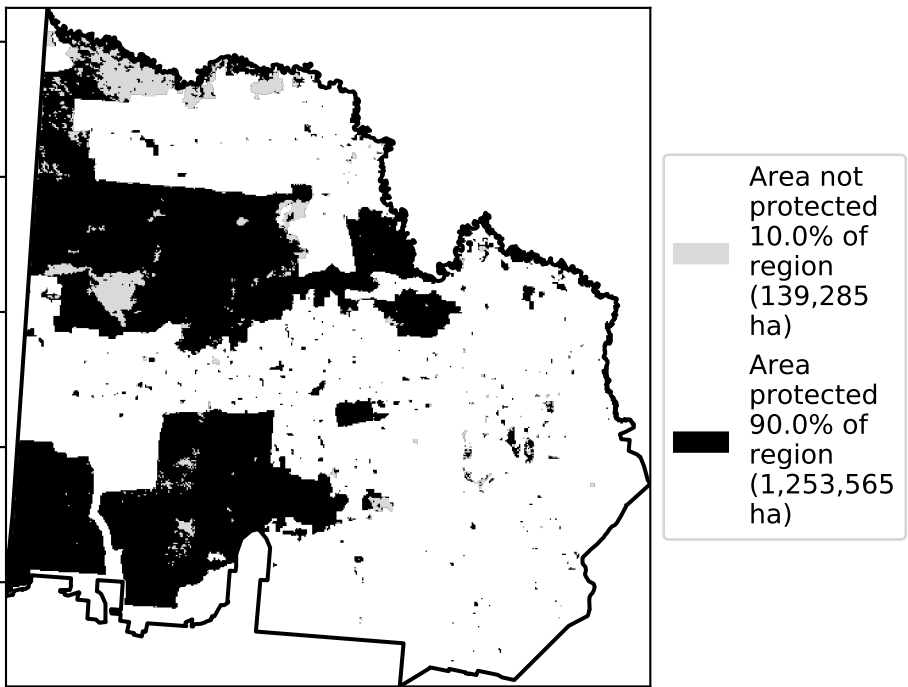 Area not
protected
10.0% of
region
(139,285
ha)
Area
protected
90.0% of
region
(1,253,565
ha)